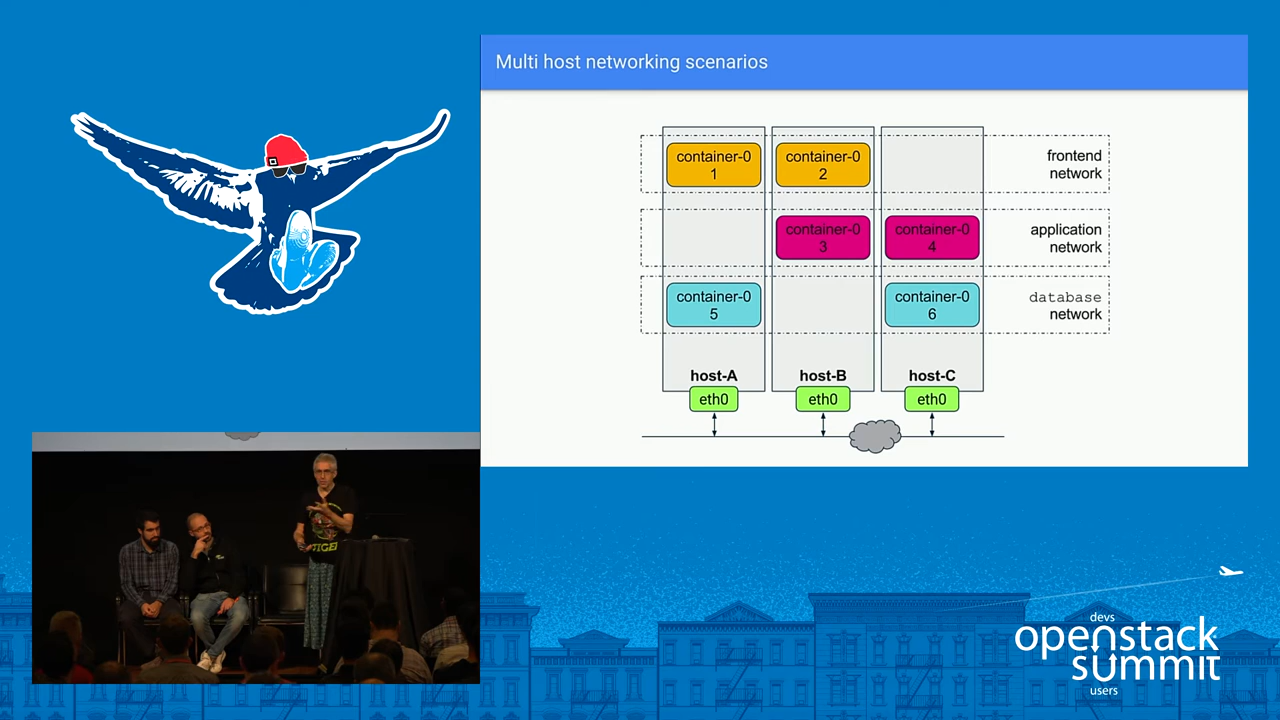 Multi host networking scenarios
container-0
1
container-0
2
frontend
network
container-0
3
container-0
4
application
network
container-0
5
container-0
6
database
network
host-A
host-B
host-C
eth0
eth0
eth0
TIGER
devs
openstack
summit
users